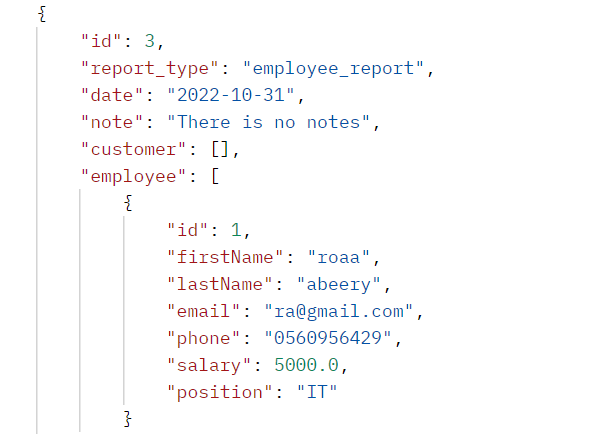 {
"id": 3,
"report_type": "employee_report",
"date": "2022-10-31",
"note": "There is no notes",
"customer": [],
"employee": [
{
"id": 1,
"firstName": "roaa",
"lastName": "abeery",
"email": "ra@gmail.com",
"phone": "0560956429",
"salary": 5000.0,
"position": "IT"
}